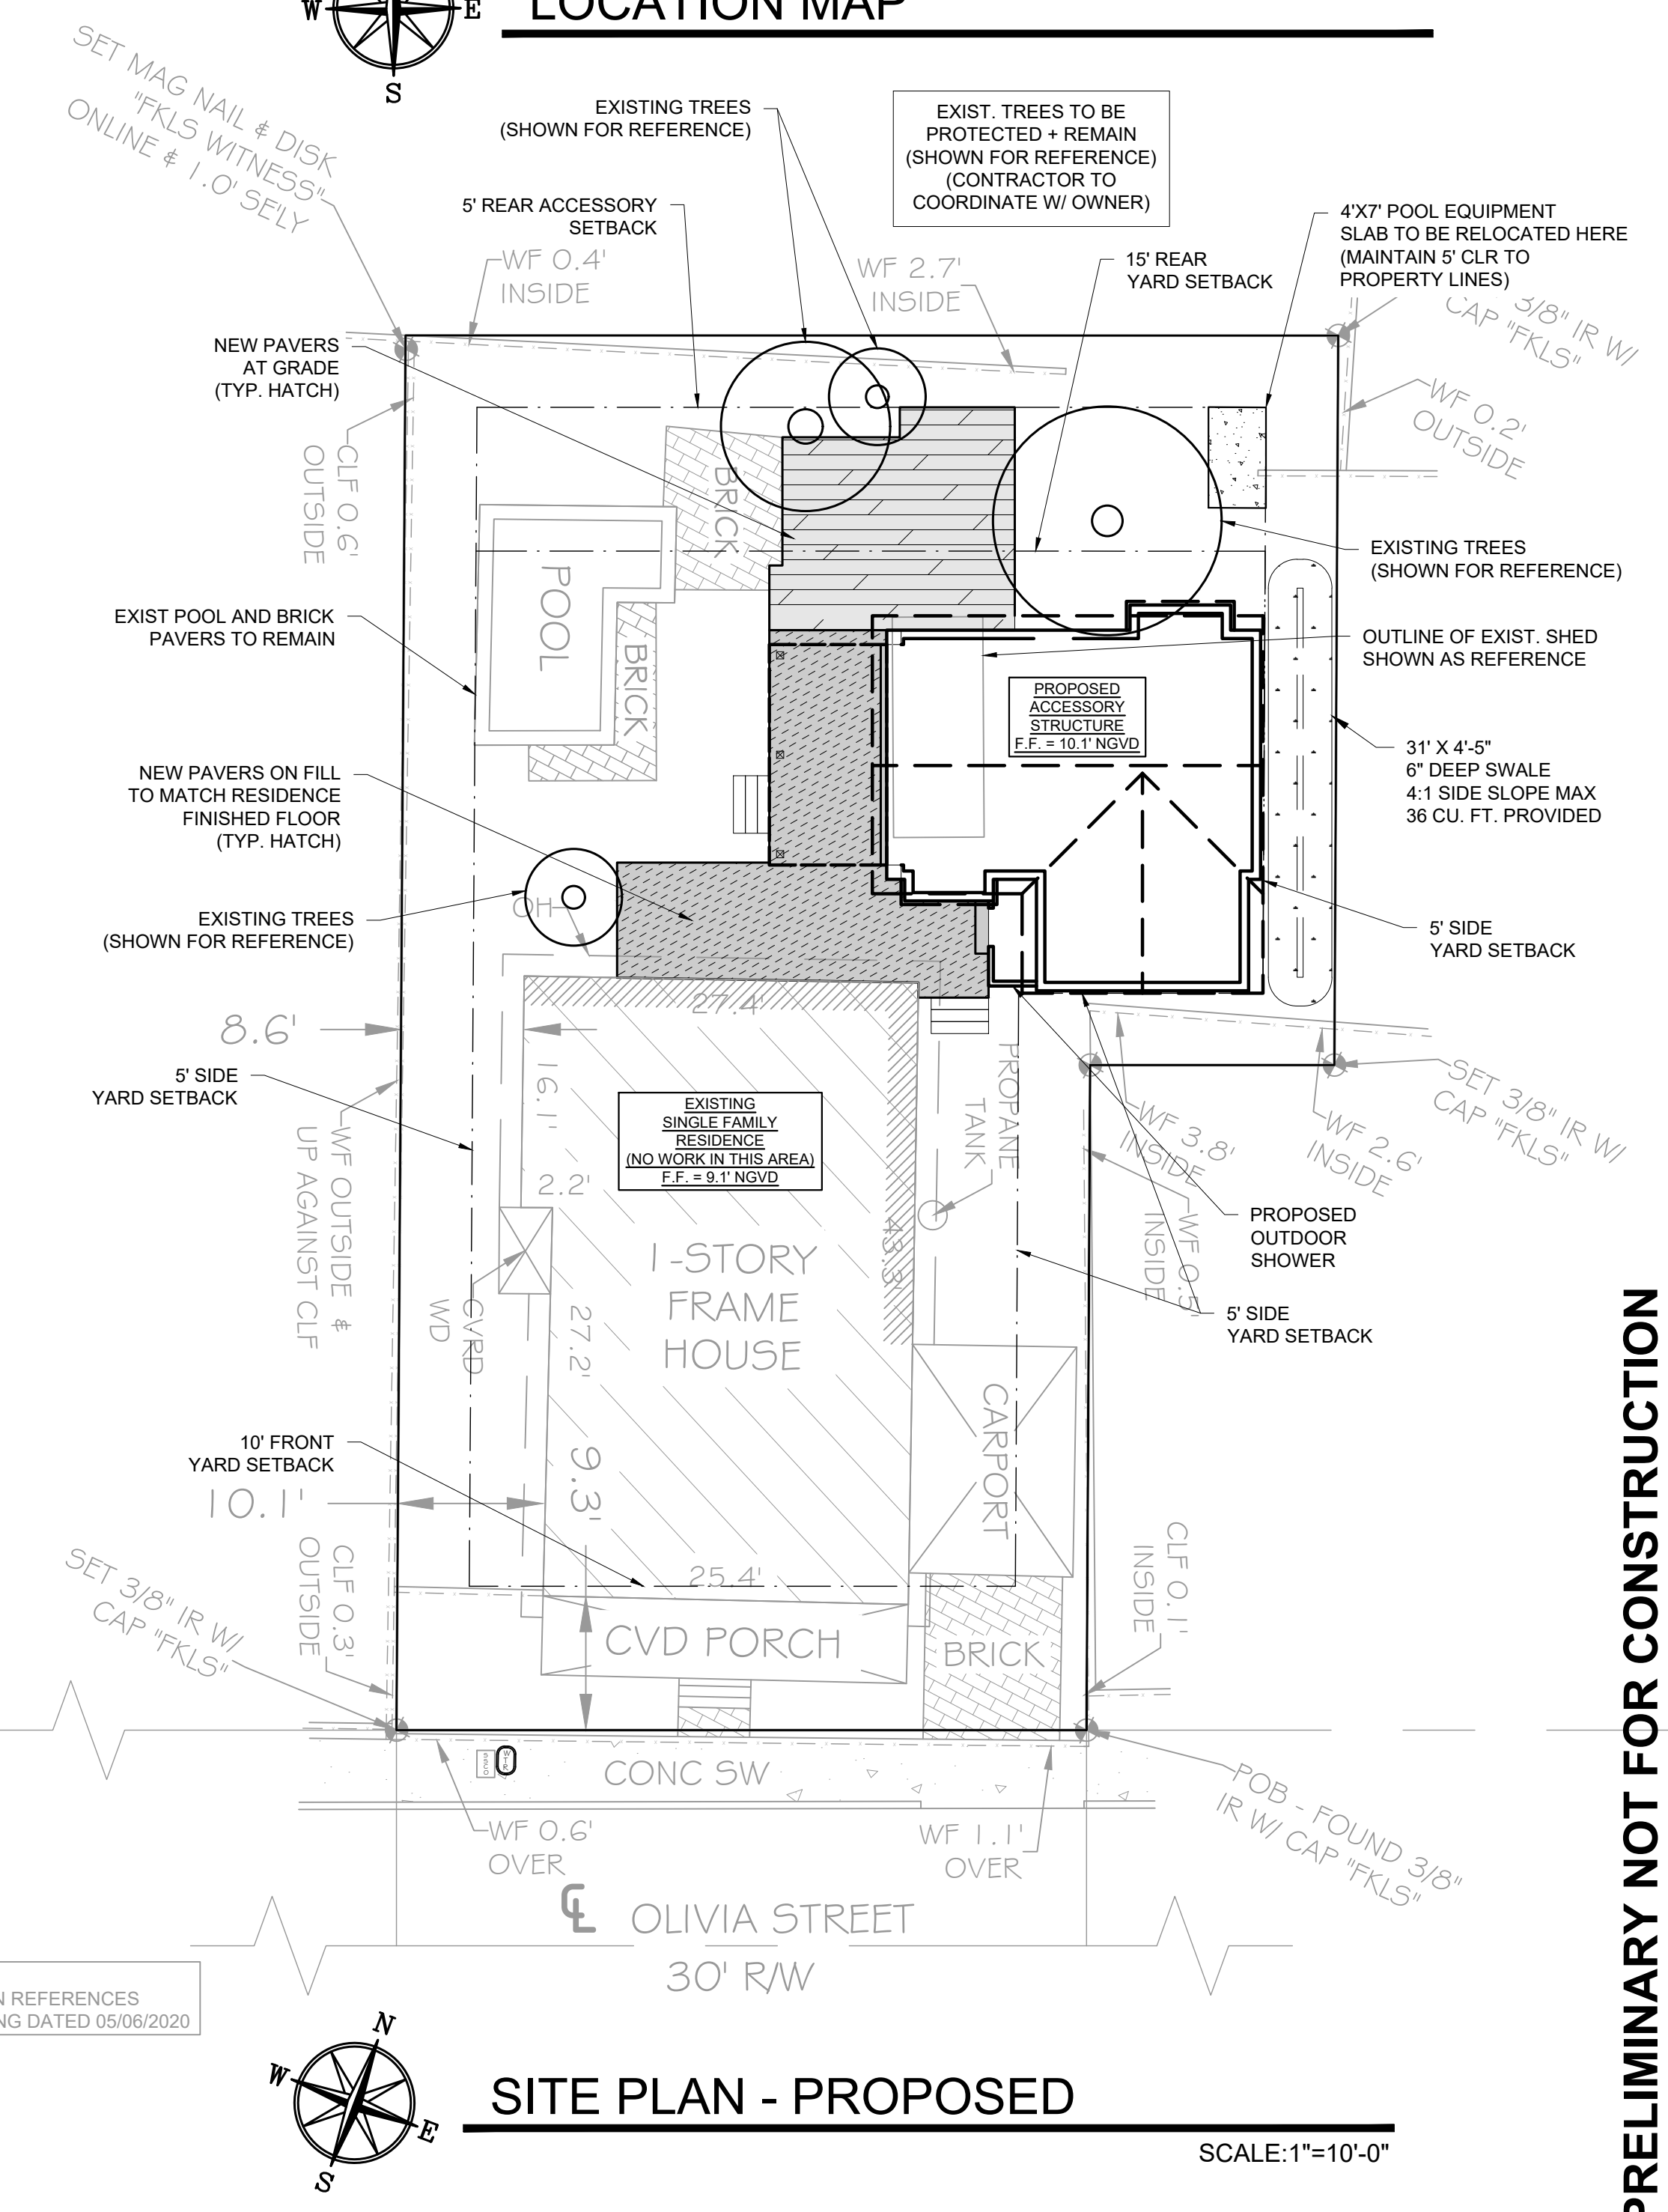 LOCATION MAP
W
E
S
SET MAG NAIL & DISK
"FKLS WITNESS"
ONLINE & 1.0' SE'LY
EXISTING TREES
(SHOWN FOR REFERENCE)
EXIST. TREES TO BE
PROTECTED + REMAIN
(SHOWN FOR REFERENCE)
(CONTRACTOR TO
COORDINATE W/ OWNER)
5' REAR ACCESSORY
SETBACK
4'X7' POOL EQUIPMENT
SLAB TO BE RELOCATED HERE
(MAINTAIN 5' CLR TO
PROPERTY LINES)
WF 0.4'
INSIDE
WF 2.7'
INSIDE
15' REAR
YARD SETBACK
3/8" IR W/
CAP "FKLS"
NEW PAVERS
AT GRADE
(TYP. HATCH)
WF 0.2'
OUTSIDE
CLF 0.6'
OUTSIDE
BRICK
POOL
BRICK
EXISTING TREES
(SHOWN FOR REFERENCE)
EXIST POOL AND BRICK
PAVERS TO REMAIN
OUTLINE OF EXIST. SHED
SHOWN AS REFERENCE
PROPOSED
ACCESSORY
STRUCTURE
F.F. = 10.1' NGVD
31' X 4'-5"
6" DEEP SWALE
4:1 SIDE SLOPE MAX
36 CU. FT. PROVIDED
NEW PAVERS ON FILL
TO MATCH RESIDENCE
FINISHED FLOOR
(TYP. HATCH)
OH
EXISTING TREES
(SHOWN FOR REFERENCE)
5' SIDE
YARD SETBACK
27.4'
8.6'
5' SIDE
YARD SETBACK
16.1'
PROPANE
TANK
EXISTING
SINGLE FAMILY
RESIDENCE
(NO WORK IN THIS AREA)
F.F. = 9.1' NGVD
SET 3/8" IR W/
CAP "FKLS"
WF 3.8'
INSIDE
WF 2.6'
INSIDE
WF OUTSIDE &
UP AGAINST CLF
2.2'
43.3'
WF 0.5'
INSIDE
PROPOSED
OUTDOOR
SHOWER
1-STORY
FRAME
HOUSE
CVRD
WD
27.2'
5' SIDE
YARD SETBACK
CARPORT
10' FRONT
YARD SETBACK
10.1'
9.3'
25.4'
CLF 0.1'
INSIDE
CLF 0.3'
OUTSIDE
SET 3/8" IR W/
CAP "FKLS"
CVD PORCH
BRICK
WTR
CONC SW
WF 0.6'
OVER
WF 1.1'
OVER
POB - FOUND 3/8"
IR W/ CAP "FKLS"
CL
OLIVIA STREET
30' R/W
N REFERENCES
NG DATED 05/06/2020
N
W
E
S
SITE PLAN - PROPOSED
SCALE:1"=10'-0"
PRELIMINARY NOT FOR CONSTRUCTION